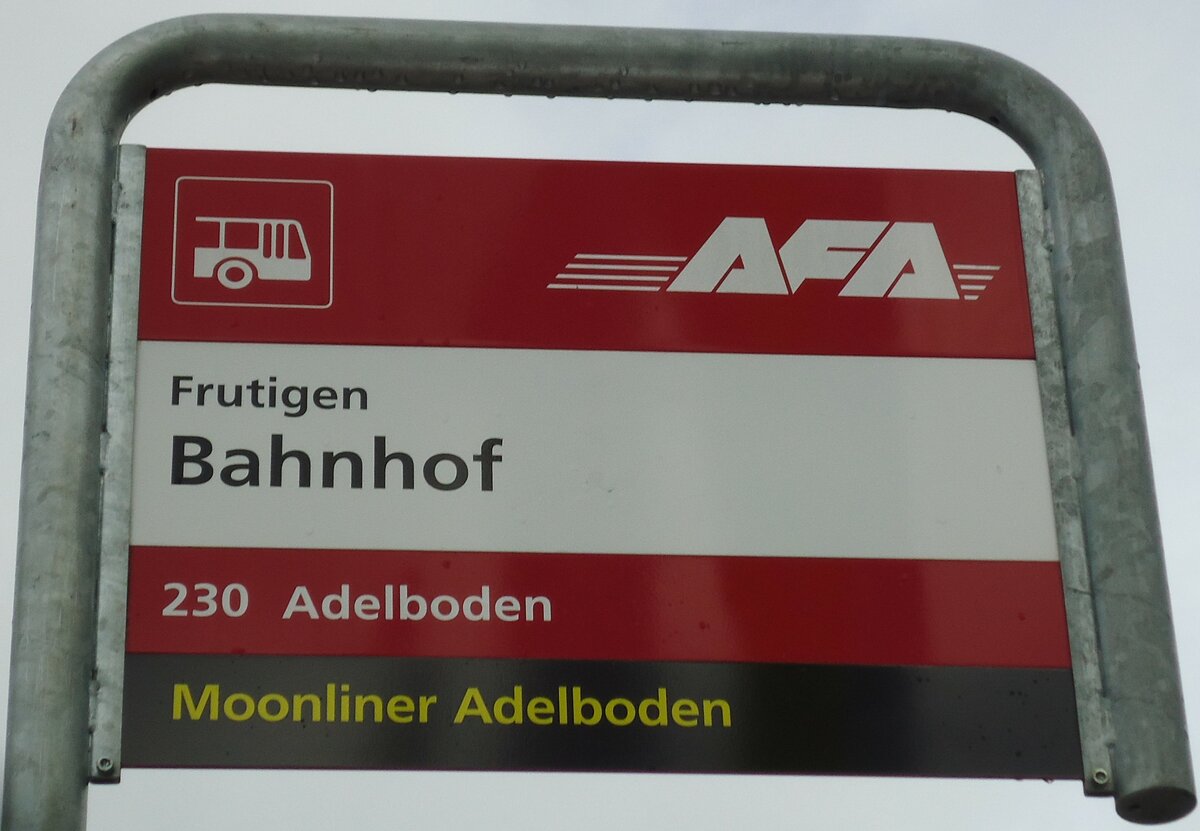 AFA
Frutigen
Bahnhof
230 Adelboden
Moonliner Adelboden